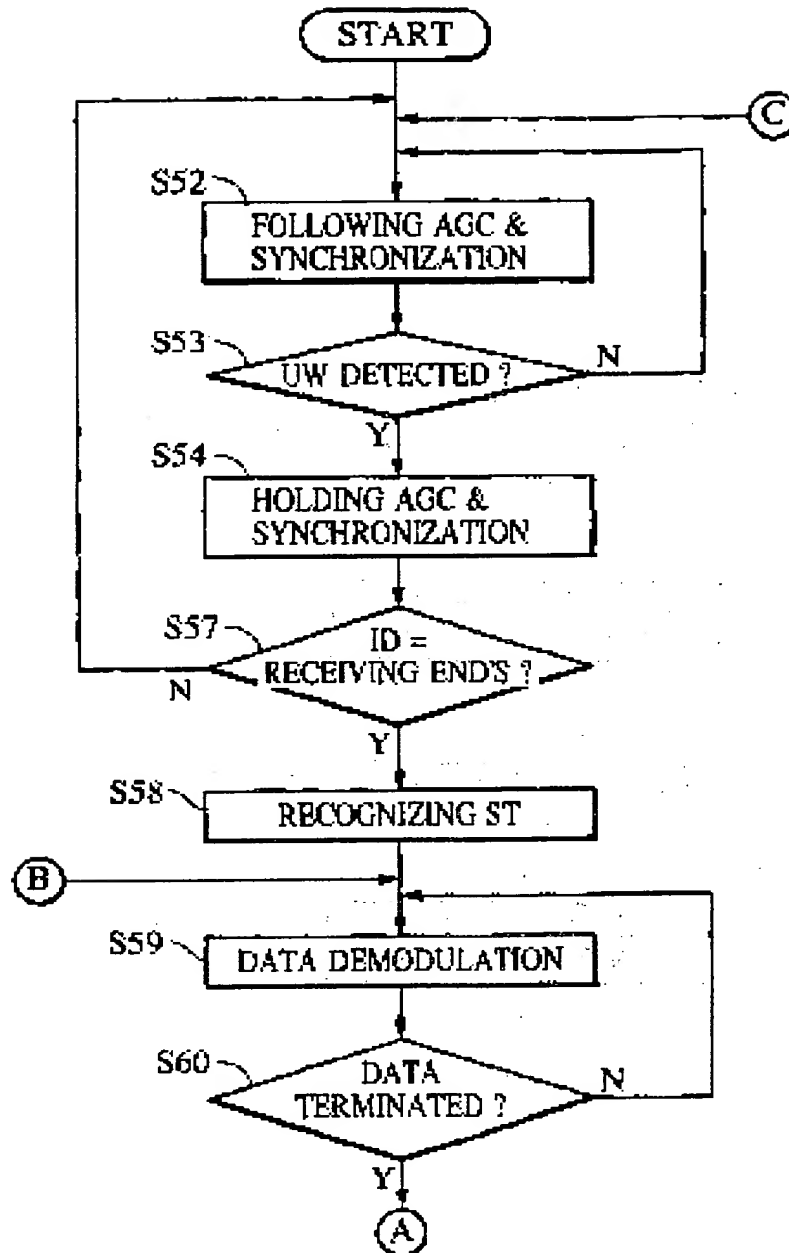 START
C
S52
FOLLOWING AGC &
SYNCHRONIZATION
S53
UW DETECTED ?
N
Y
S54
HOLDING AGC &
SYNCHRONIZATION
S57
ID =
RECEIVING END'S ?
N
Y
S58
RECOGNIZING ST
B
S59
DATA DEMODULATION
S60
DATA
TERMINATED ?
N
Y
A